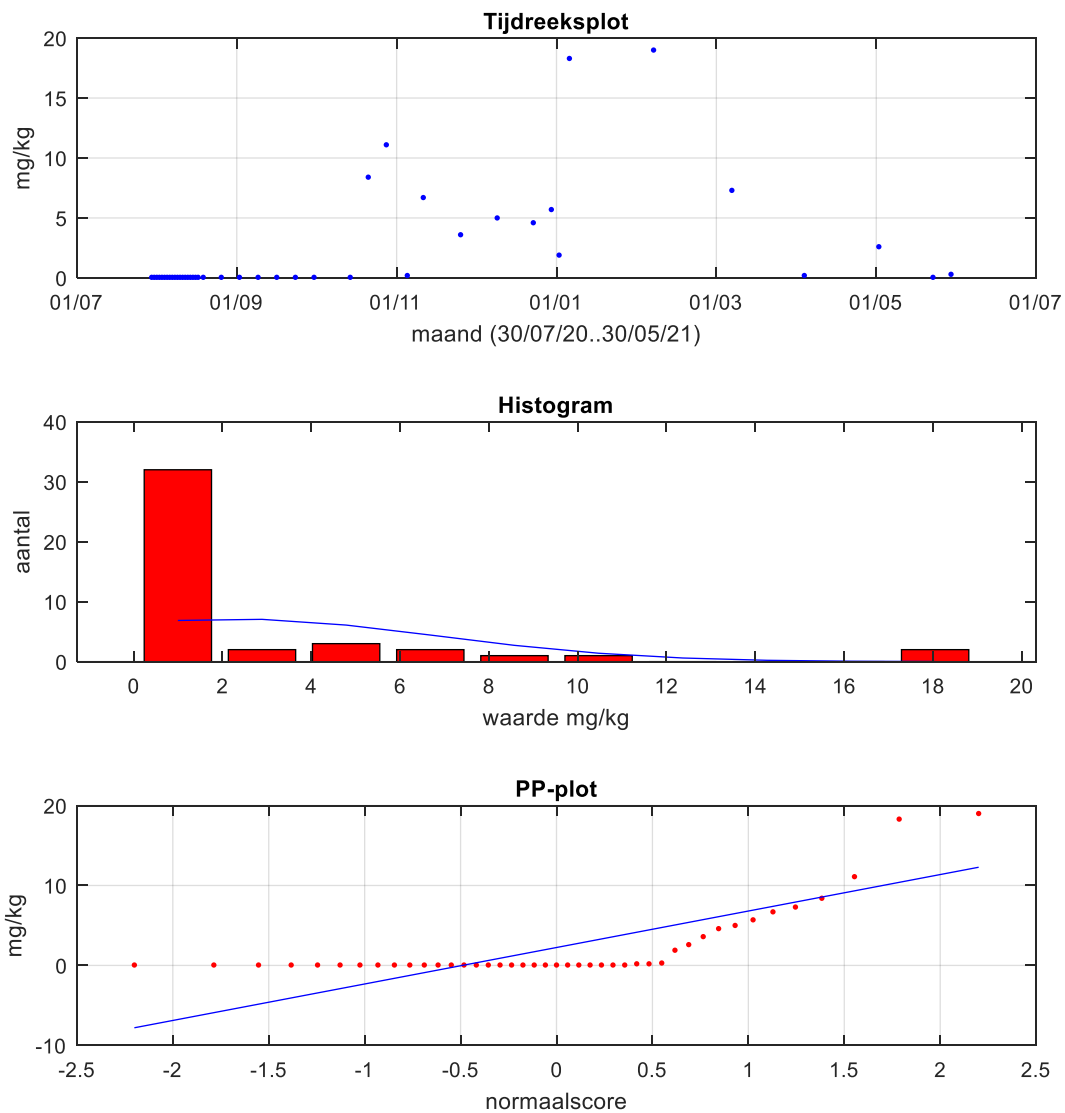 Tijdreeksplot
20
15
10
5
0
mg/kg
01/07 01/09 01/11 01/01 01/03 01/05 01/07
maand (30/07/20..30/05/21)
Histogram
40
30
20
10
0
aantal
0 2 4 6 8 10 12 14 16 18 20
waarde mg/kg
PP-plot
20
10
0
-10
mg/kg
-2.5 -2 -1.5 -1 -0.5 0 0.5 1 1.5 2 2.5
normaalscore